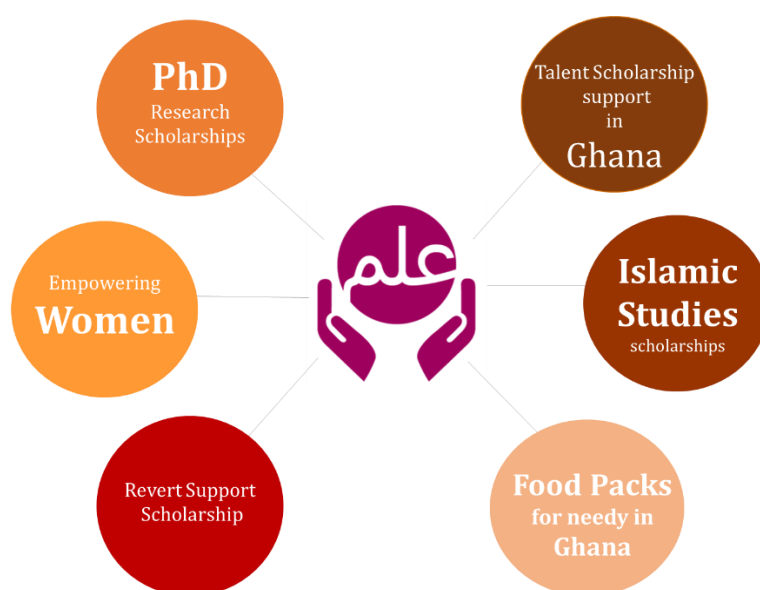 PhD
Research
Scholarships
Talent Scholarship
support
in
Ghana
Empowering
Women
علم
Islamic
Studies
scholarships
Revert Support
Scholarship
Food Packs
for needy in
Ghana